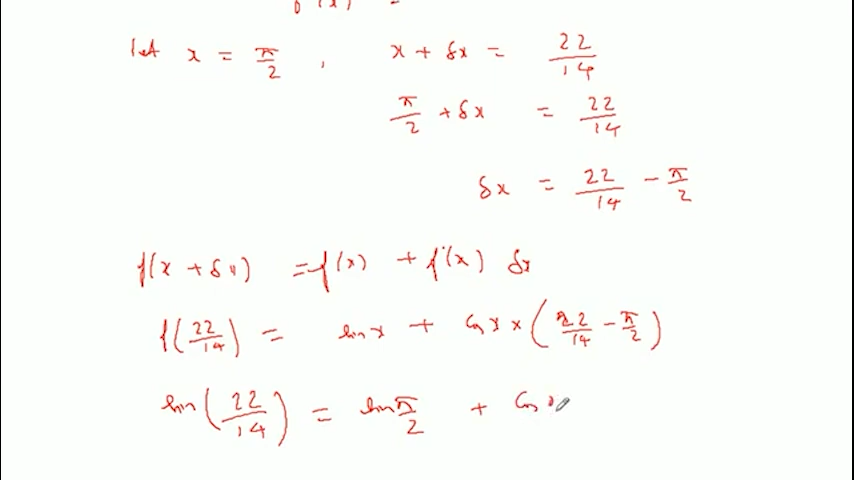 f'(x) =
let x = π/2 , x + δx = 22/14
π/2 + δx = 22/14
δx = 22/14 - π/2
f(x + δx) = f(x) + f'(x) δx
f(22/14) = sin x + cos x × (22/14 - π/2)
sin(22/14) = sin π/2 + cos